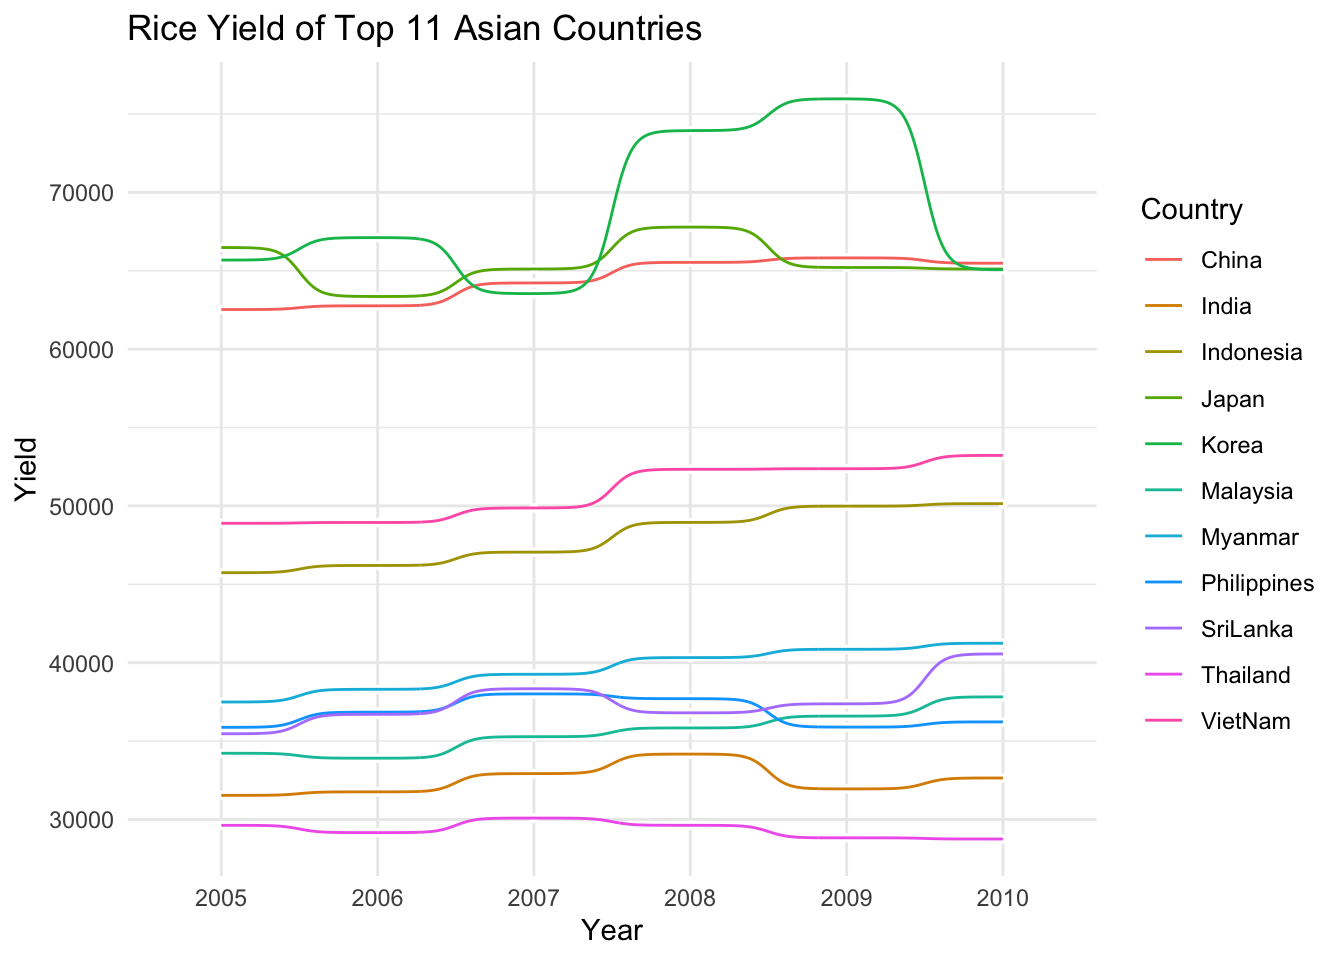 Rice Yield of Top 11 Asian Countries
Yield
70000
60000
50000
40000
30000
2005 2006 2007 2008 2009 2010
Year
Country
China
India
Indonesia
Japan
Korea
Malaysia
Myanmar
Philippines
SriLanka
Thailand
VietNam